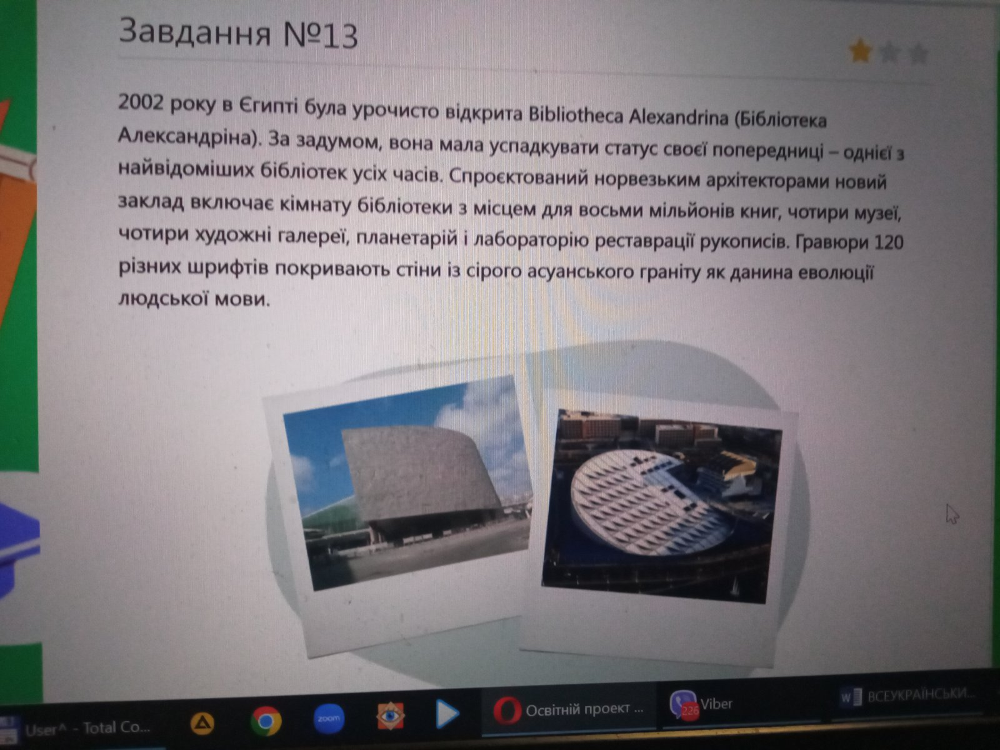 Завдання №13
2002 року в Єгипті була урочисто відкрита Bibliotheca Alexandrina (Бібліотека
Александріна). За задумом, вона мала успадкувати статус своєї попередниці – однієї з
найвідоміших бібліотек усіх часів. Спроєктований норвезьким архітекторами новий
заклад включає кімнату бібліотеки з місцем для восьми мільйонів книг, чотири музеї,
чотири художні галереї, планетарій і лабораторію реставрації рукописів. Гравюри 120
різних шрифтів покривають стіни із сірого асуанського граніту як данина еволюції
людської мови.
User^ - Total Co...
zoom
Освітній проект ...
226
Viber
W
ВСЕУКРАЇНСЬКИ...